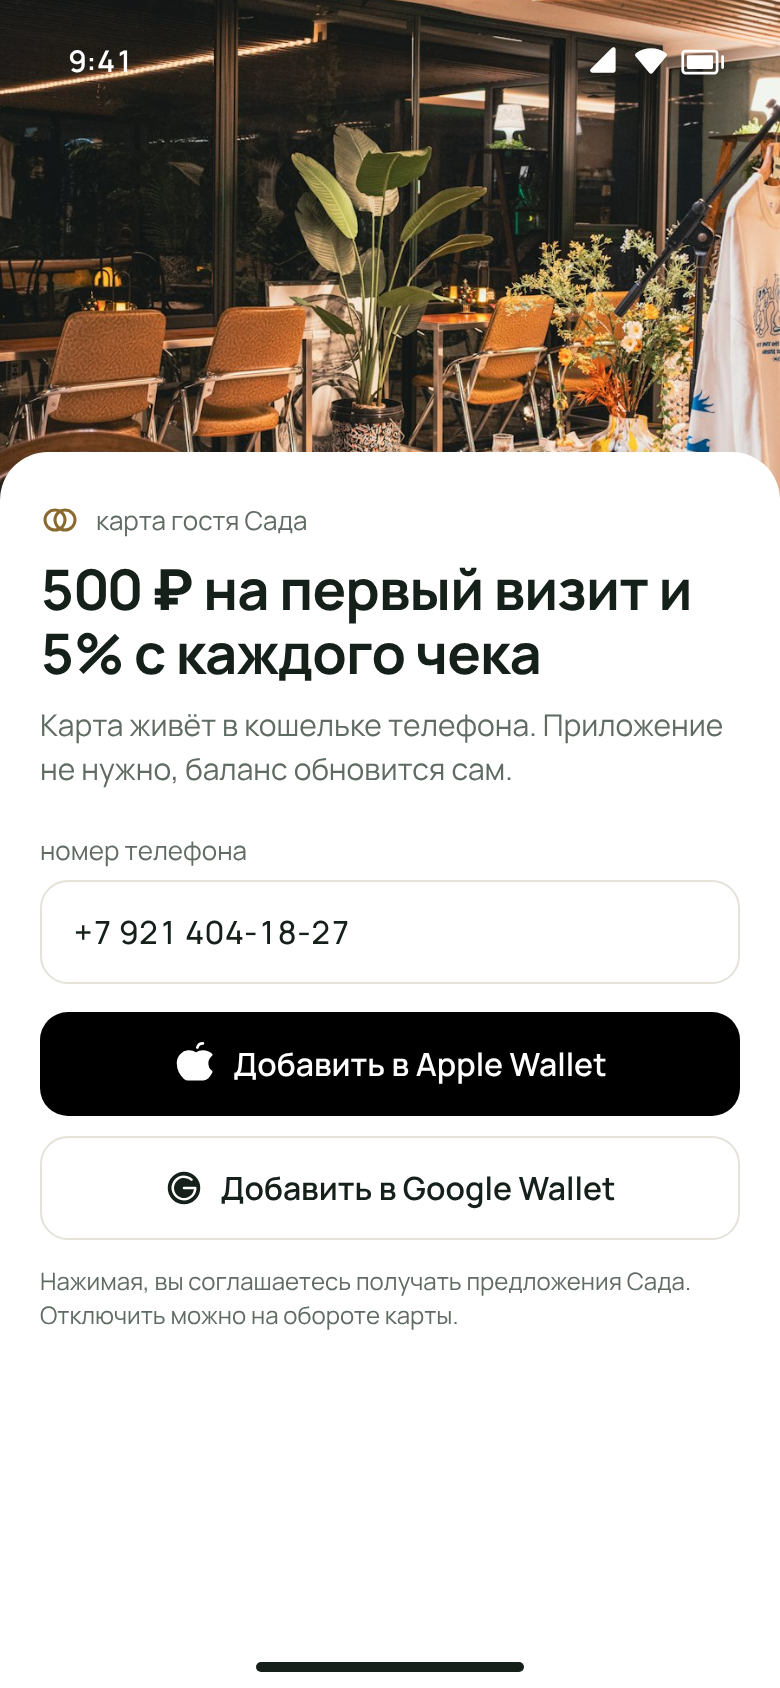 9:41
карта гостя Сада
500 ₽ на первый визит и
5% с каждого чека
Карта живёт в кошельке телефона. Приложение
не нужно, баланс обновится сам.
номер телефона
+7 921 404-18-27
Добавить в Apple Wallet
Добавить в Google Wallet
Нажимая, вы соглашаетесь получать предложения Сада.
Отключить можно на обороте карты.